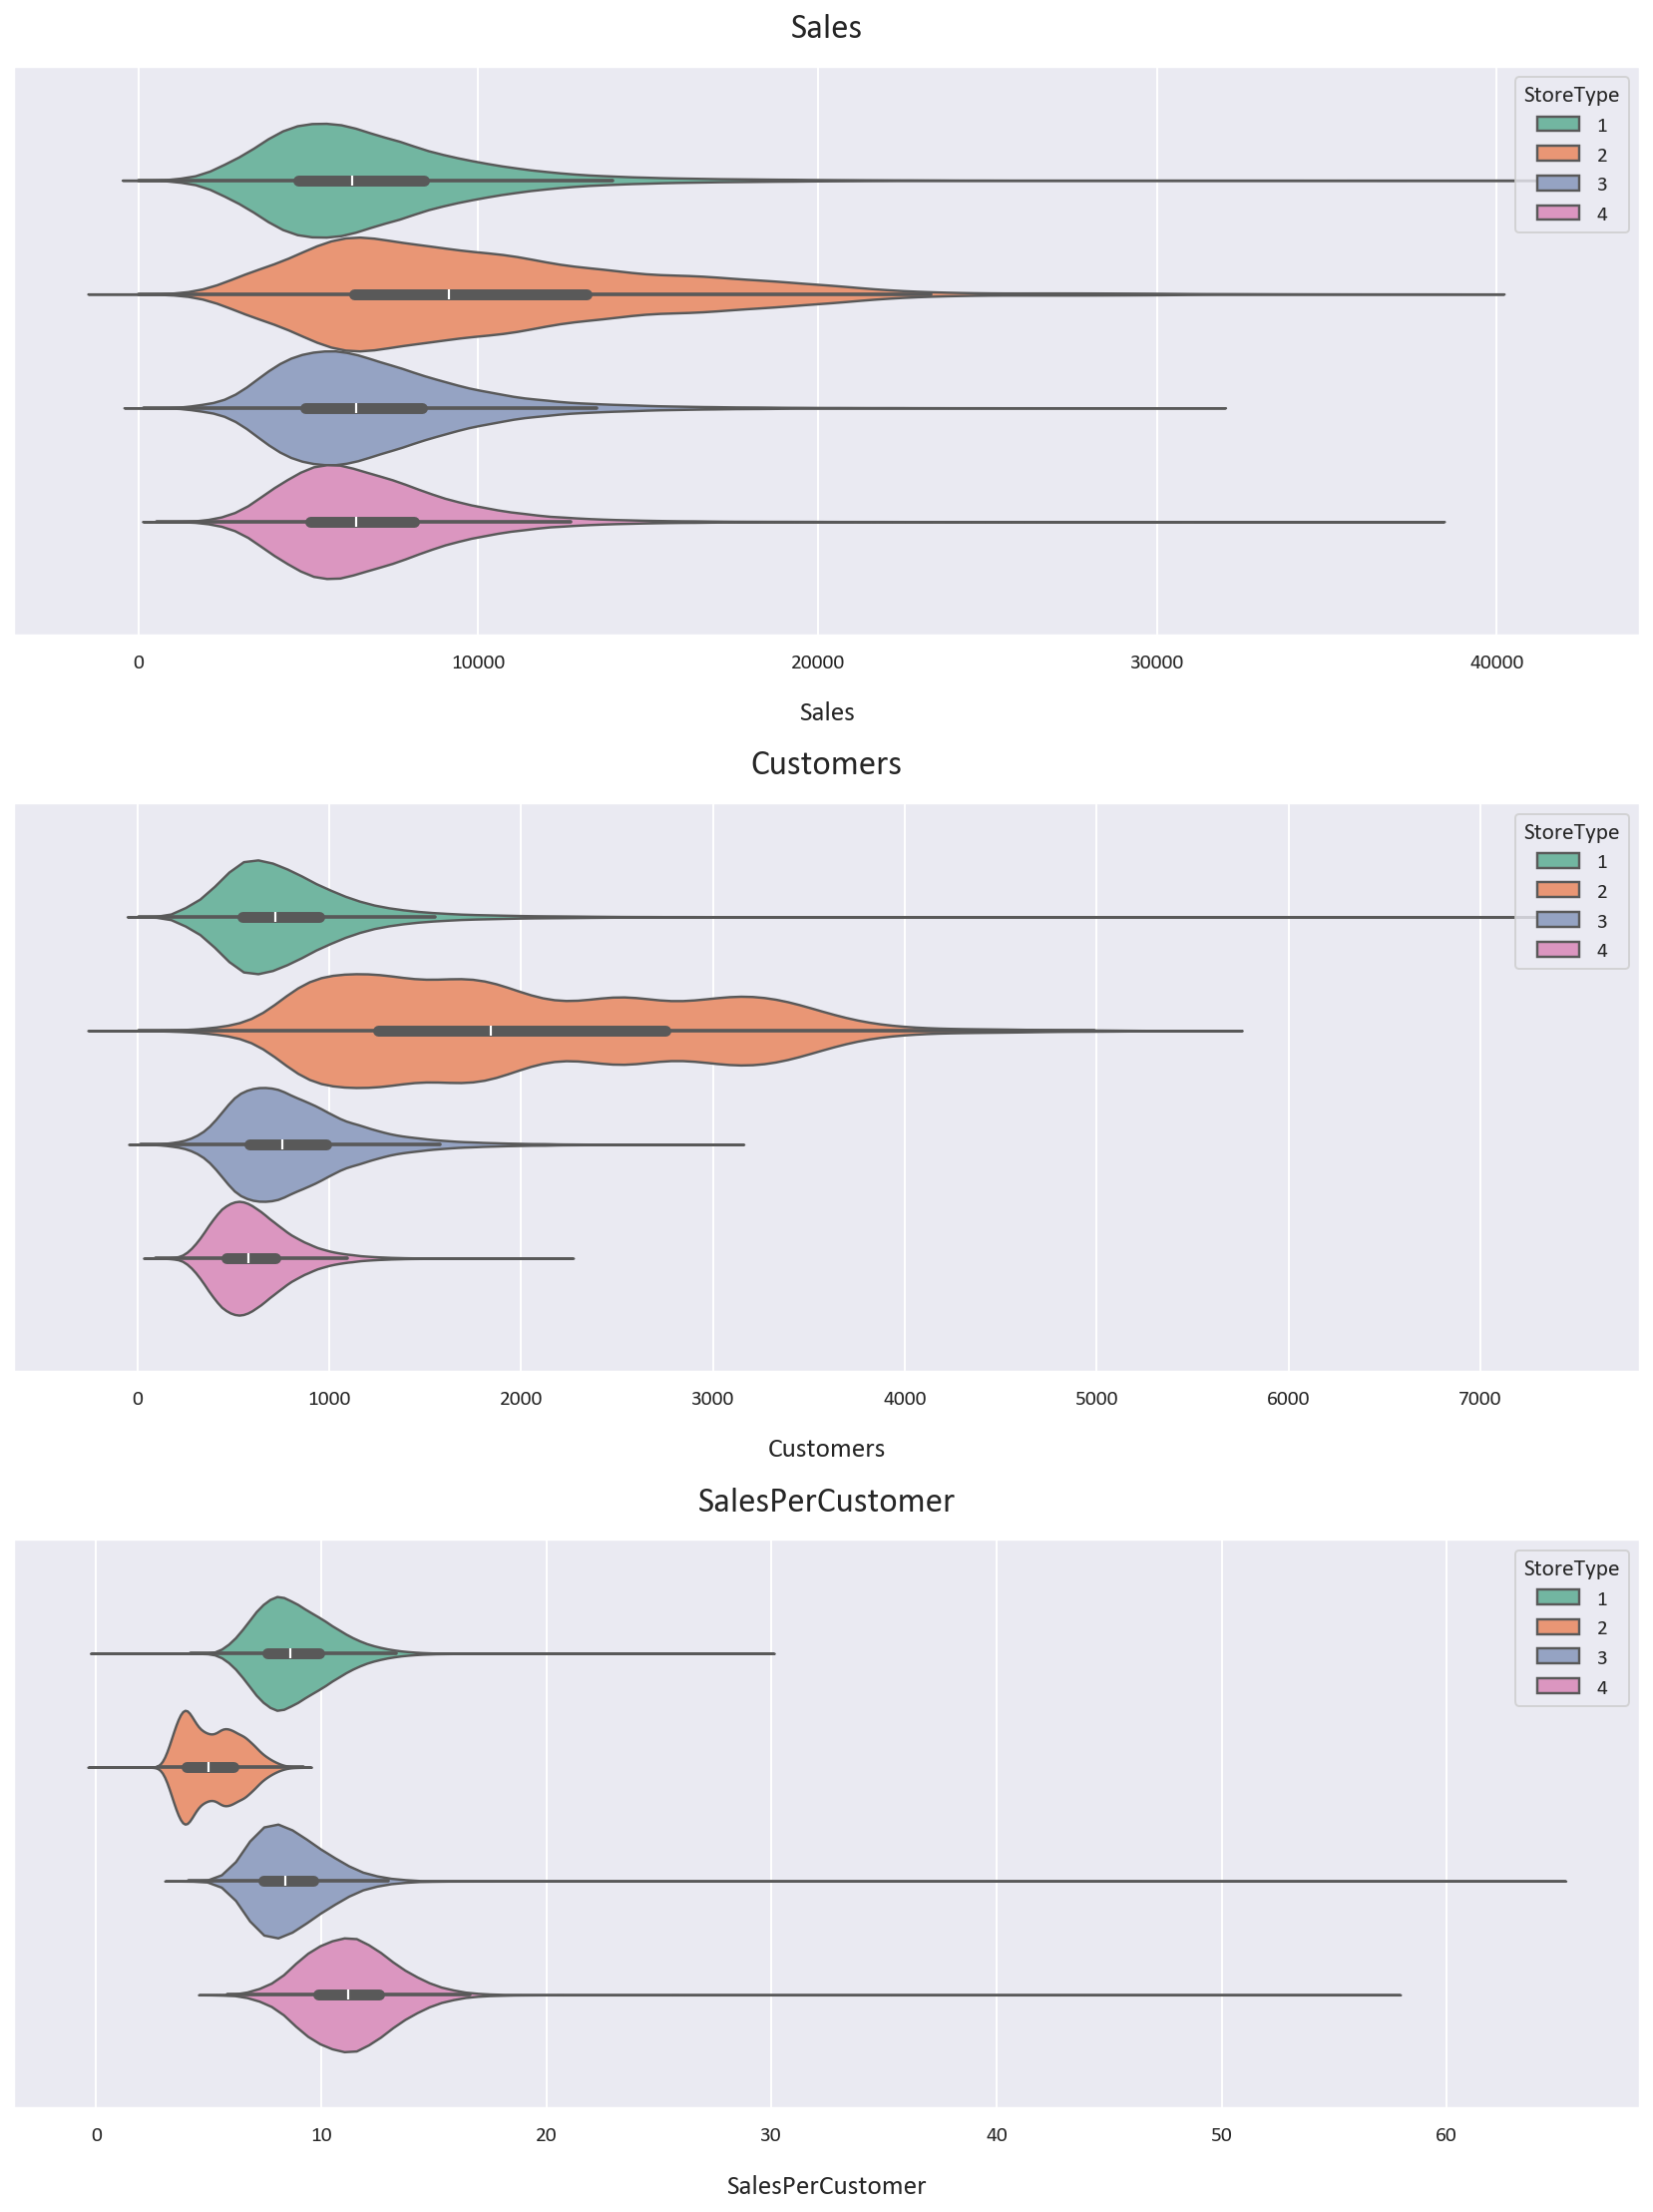 Sales
StoreType
1
2
3
4
0 10000 20000 30000 40000
Sales
Customers
StoreType
1
2
3
4
0 1000 2000 3000 4000 5000 6000 7000
Customers
SalesPerCustomer
StoreType
1
2
3
4
0 10 20 30 40 50 60
SalesPerCustomer